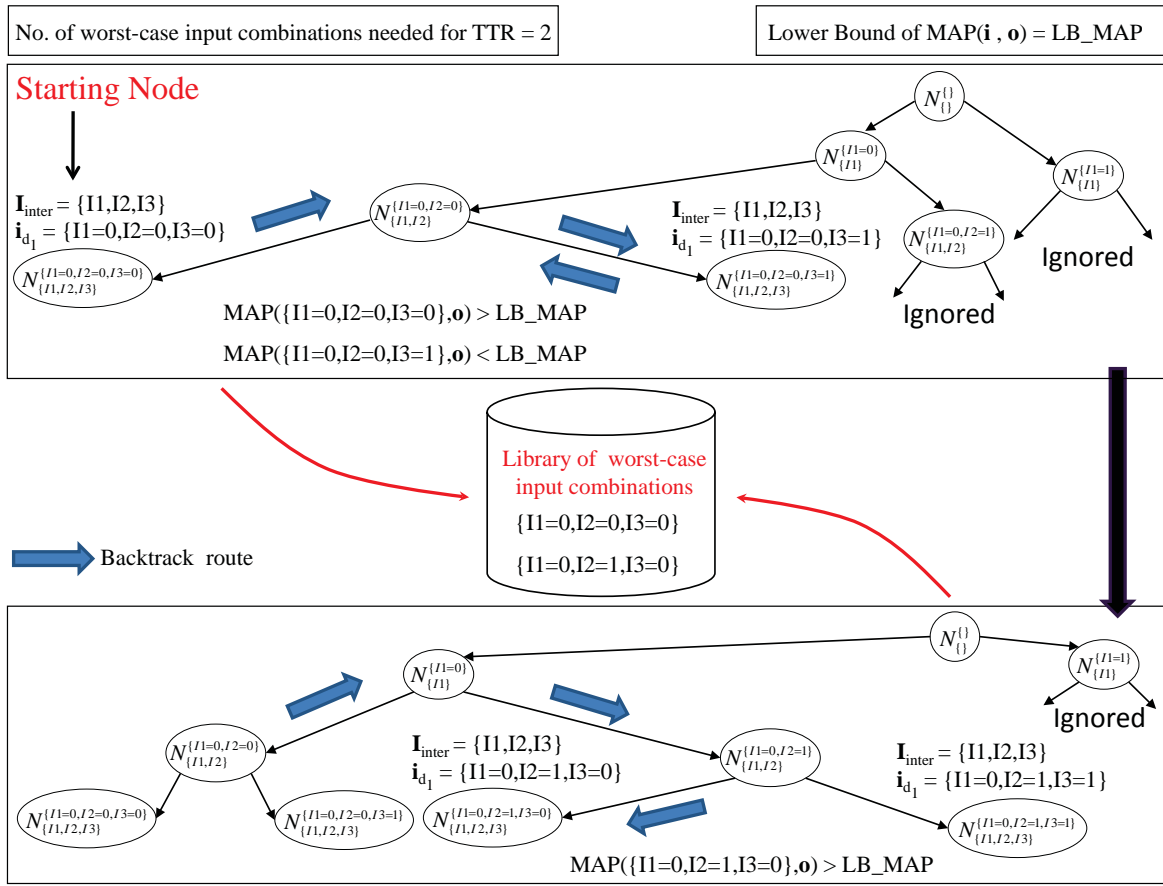 No. of worst-case input combinations needed for TTR = 2
Lower Bound of MAP(i , o) = LB_MAP
Starting Node
N{}{}
N{I1}{I1=0}
N{I1}{I1=1}
Iinter = {I1,I2,I3}
id1 = {I1=0,I2=0,I3=0}
N{I1,I2}{I1=0,I2=0}
Iinter = {I1,I2,I3}
id1 = {I1=0,I2=0,I3=1}
N{I1,I2}{I1=0,I2=1}
Ignored
N{I1,I2,I3}{I1=0,I2=0,I3=0}
N{I1,I2,I3}{I1=0,I2=0,I3=1}
Ignored
MAP({I1=0,I2=0,I3=0},o) > LB_MAP
MAP({I1=0,I2=0,I3=1},o) < LB_MAP
Library of worst-case
input combinations
{I1=0,I2=0,I3=0}
{I1=0,I2=1,I3=0}
Backtrack route
N{}{}
N{I1}{I1=0}
N{I1}{I1=1}
Ignored
N{I1,I2}{I1=0,I2=0}
Iinter = {I1,I2,I3}
id1 = {I1=0,I2=1,I3=0}
N{I1,I2}{I1=0,I2=1}
Iinter = {I1,I2,I3}
id1 = {I1=0,I2=1,I3=1}
N{I1,I2,I3}{I1=0,I2=0,I3=0}
N{I1,I2,I3}{I1=0,I2=0,I3=1}
N{I1,I2,I3}{I1=0,I2=1,I3=0}
N{I1,I2,I3}{I1=0,I2=1,I3=1}
MAP({I1=0,I2=1,I3=0},o) > LB_MAP